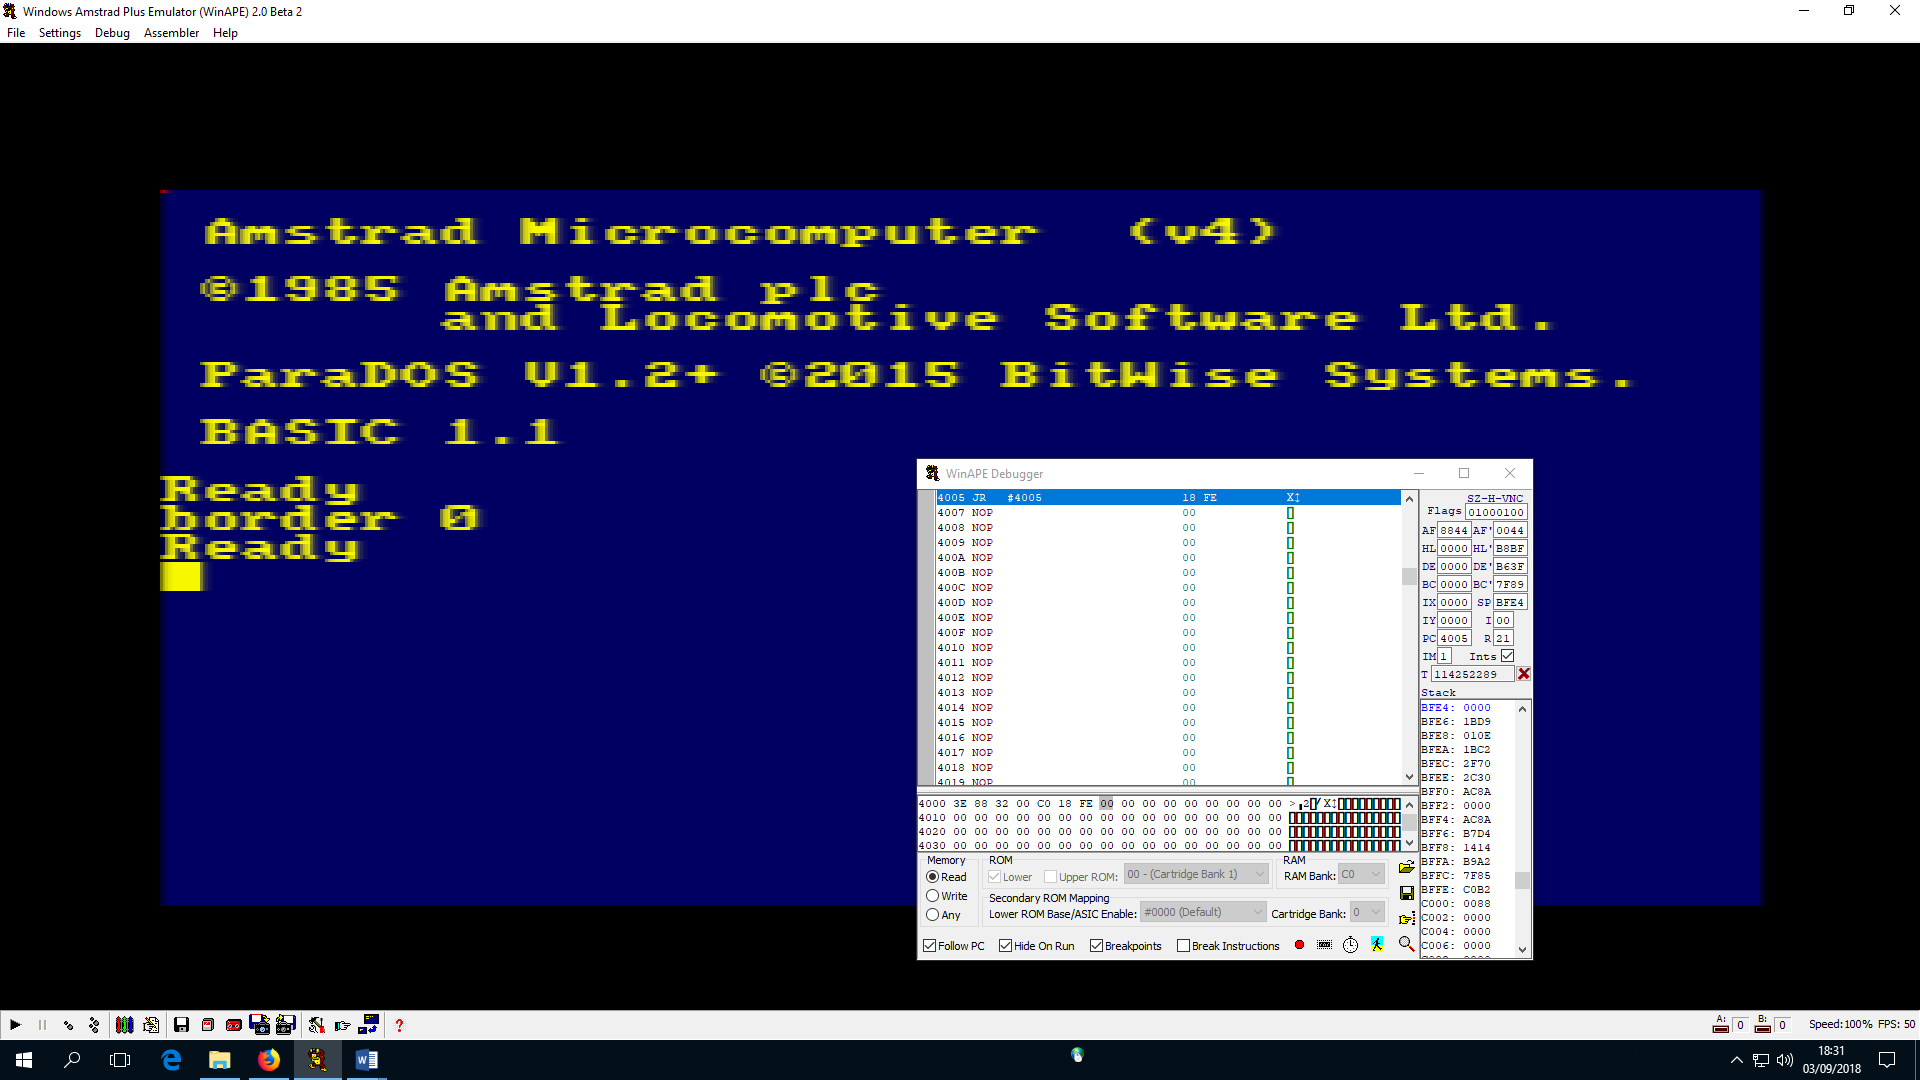 Windows Amstrad Plus Emulator (WinAPE) 2.0 Beta 2
File Settings Debug Assembler Help
Amstrad Microcomputer (v4)
©1985 Amstrad plc
and Locomotive Software Ltd.
ParaDOS V1.2+ ©2015 BitWise Systems.
BASIC 1.1
Ready
border 0
Ready
WinAPE Debugger
4005 JR #4005 18 FE X↕
4007 NOP 00
4008 NOP 00
4009 NOP 00
400A NOP 00
400B NOP 00
400C NOP 00
400D NOP 00
400E NOP 00
400F NOP 00
4010 NOP 00
4011 NOP 00
4012 NOP 00
4013 NOP 00
4014 NOP 00
4015 NOP 00
4016 NOP 00
4017 NOP 00
4018 NOP 00
4019 NOP 00
SZ-H-VNC
Flags 01000100
AF 8844 AF' 0044
HL 0000 HL' B8BF
DE 0000 DE' B63F
BC 0000 BC' 7F89
IX 0000 SP BFE4
IY 0000 I 00
PC 4005 R 21
IM 1 Ints
T 114252289
Stack
BFE4: 0000
BFE6: 1BD9
BFE8: 010E
BFEA: 1BC2
BFEC: 2F70
BFEE: 2C30
BFF0: AC8A
BFF2: 0000
BFF4: AC8A
BFF6: B7D4
BFF8: 1414
BFFA: B9A2
BFFC: 7F85
BFFE: C0B2
C000: 0088
C002: 0000
C004: 0000
C006: 0000
4000 3E 88 32 00 C0 18 FE 00 00 00 00 00 00 00 00 00
4010 00 00 00 00 00 00 00 00 00 00 00 00 00 00 00 00
4020 00 00 00 00 00 00 00 00 00 00 00 00 00 00 00 00
4030 00 00 00 00 00 00 00 00 00 00 00 00 00 00 00 00
Memory
Read
Write
Any
ROM
Lower Upper ROM: 00 - (Cartridge Bank 1)
RAM
RAM Bank: C0
Secondary ROM Mapping
Lower ROM Base/ASIC Enable: #0000 (Default) Cartridge Bank: 0
Follow PC Hide On Run Breakpoints Break Instructions
A: 0 B: 0 Speed:100% FPS: 50
18:31
03/09/2018